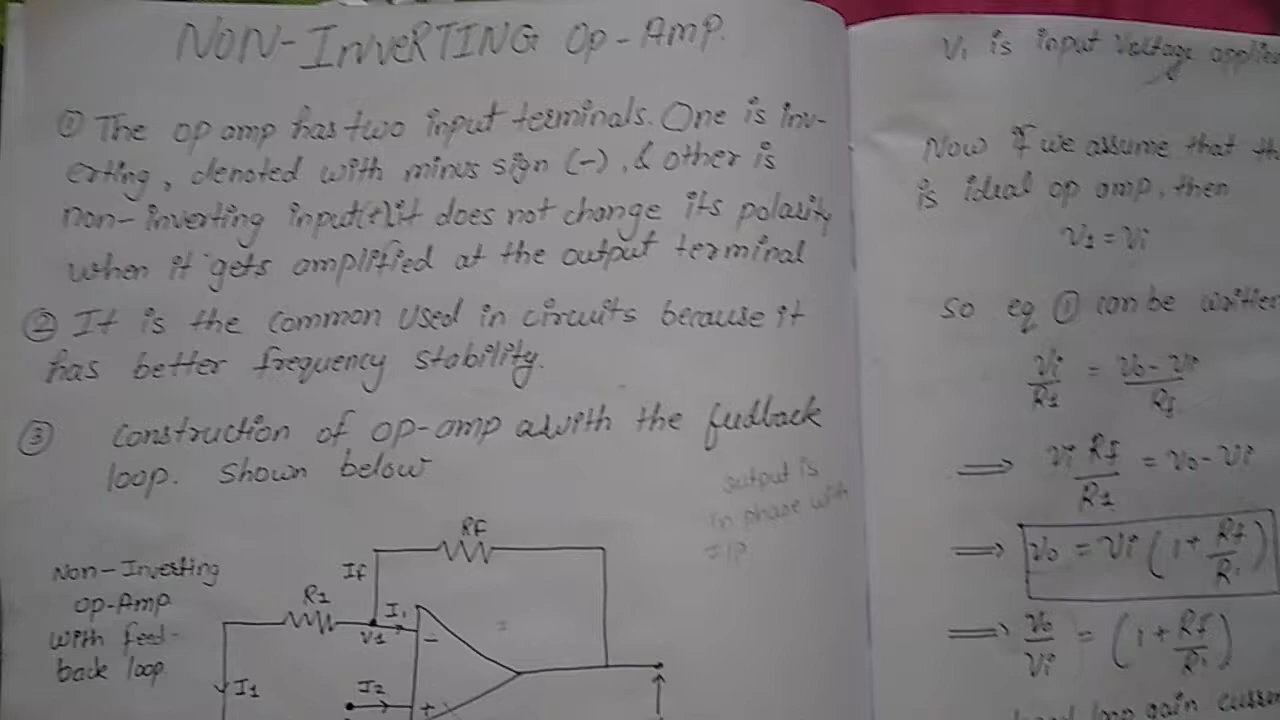 NON-INVERTING Op-Amp.
① The op amp has two input terminals. One is inv-
erting, denoted with minus sign (-), & other is
non-inverting input(+)it does not change its polarity
when it gets amplified at the output terminal
② It is the common used in circuits because it
has better frequency stability.
③ Construction of op-amp awith the fudback
loop. Shown below
output is
in phase with
I/P
Non-Inverting
Op-Amp
with feed-
back loop
RF
If
R1
I1
V1
-
I1
I2
+
Vi is input Voltage
Now If we assume that
is ideal op amp, then
V1 = Vi
So eq ① can be written
Vi/R1 = Vo-Vi/Rf
⟹ Vi Rf/R1 = Vo-Vi
⟹ Vo = Vi (1+Rf/R1)
⟹ Vo/Vi = (1+Rf/R1)
gain